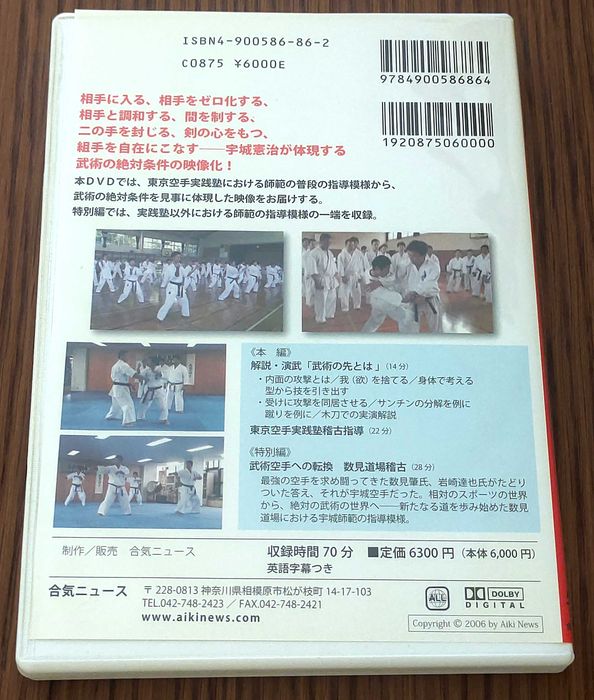 ISBN4-900586-86-2
C0875 ¥6000E
9784900586864
1920875060000
相手に入る、相手をゼロ化する、
相手と調和する、間を制する、
二の手を封じる、剣の心をもつ、
組手を自在にこなす──宇城憲治が体現する
武術の絶対条件の映像化！
本DVDでは、東京空手実践塾における師範の普段の指導模様から、
武術の絶対条件を見事に体現した映像をお届けする。
特別編では、実践塾以外における師範の指導模様の一端を収録。
《本 編》
解説・演武「武術の先とは」(14分)
・内面の攻撃とは／我（欲）を捨てる／身体で考える
型から技を引き出す
・受けに攻撃を同居させる／サンチンの分解を例に
蹴りを例に／木刀での実演解説
東京空手実践塾稽古指導 (22分)
《特別編》
武術空手への転換 数見道場稽古 (28分)
最強の空手を求め闘ってきた数見肇氏、岩崎達也氏がたどり
ついた答え、それが宇城空手だった。相対のスポーツの世界
から、絶対の武術の世界へ──新たなる道を歩み始めた数見
道場における宇城師範の指導模様。
制作／販売 合気ニュース
収録時間 70分 ■定価 6300円（本体 6,000円）
英語字幕つき
合気ニュース
〒228-0813 神奈川県相模原市松が枝町 14-17-103
TEL.042-748-2423 ／ FAX.042-748-2421
www.aikinews.com
ALL
DOLBY
DIGITAL
Copyright © 2006 by Aiki News